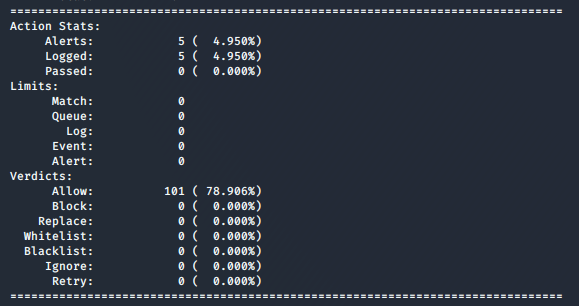 ===============================================================================
Action Stats:
     Alerts:            5 (  4.950%)
     Logged:            5 (  4.950%)
     Passed:            0 (  0.000%)
Limits:
      Match:            0
      Queue:            0
        Log:            0
      Event:            0
      Alert:            0
Verdicts:
      Allow:          101 ( 78.906%)
      Block:            0 (  0.000%)
    Replace:            0 (  0.000%)
  Whitelist:            0 (  0.000%)
  Blacklist:            0 (  0.000%)
     Ignore:            0 (  0.000%)
      Retry:            0 (  0.000%)
===============================================================================